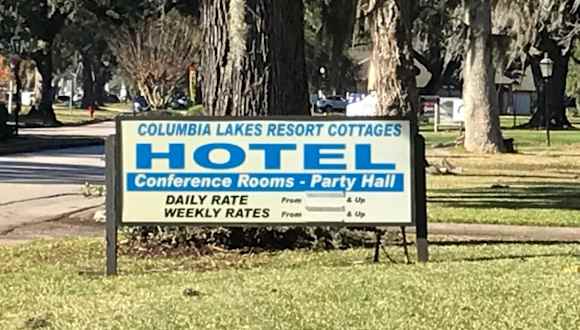 COLUMBIA LAKES RESORT COTTAGES
HOTEL
Conference Rooms - Party Hall
DAILY RATE From & Up
WEEKLY RATES From & Up